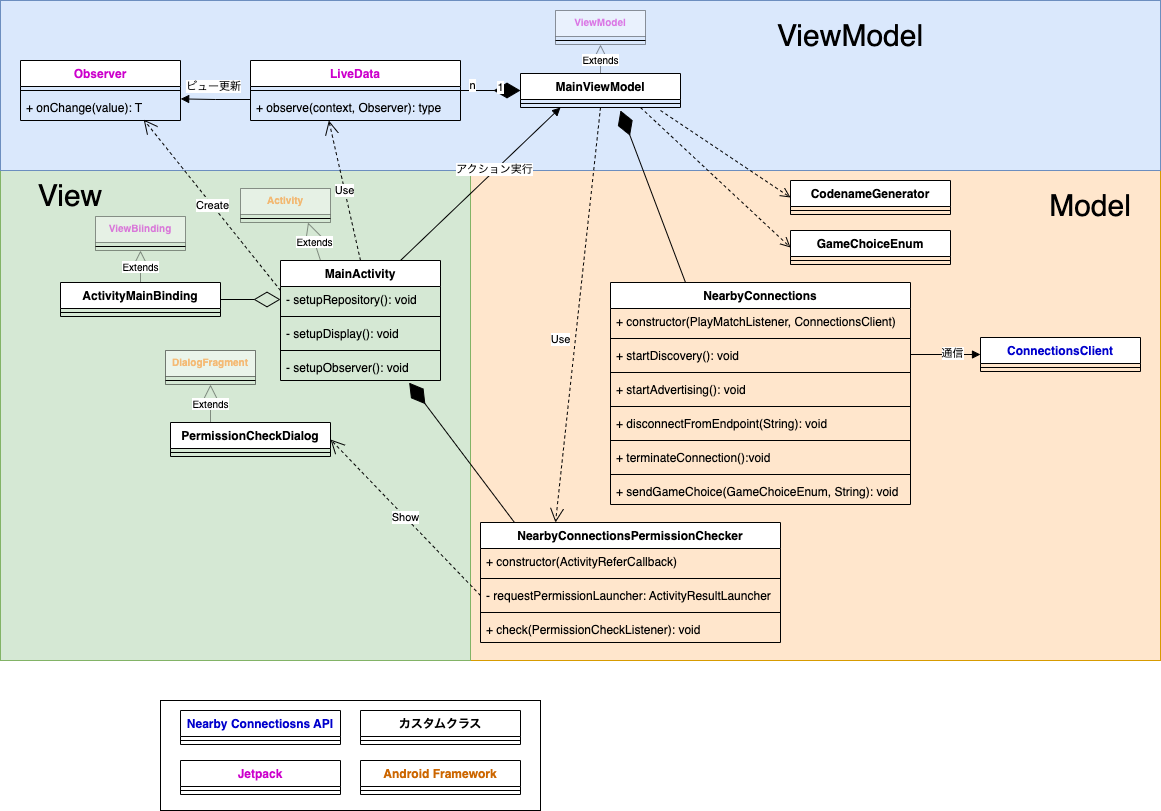 ViewModel
ViewModel
Extends
Observer
+ onChange(value): T
ビュー更新
LiveData
+ observe(context, Observer): type
n
1
MainViewModel
アクション実行
View
Create
Use
Activity
Extends
ViewBiinding
Extends
ActivityMainBinding
MainActivity
- setupRepository(): void
- setupDisplay(): void
- setupObserver(): void
DialogFragment
Extends
PermissionCheckDialog
Show
Use
Model
CodenameGenerator
GameChoiceEnum
NearbyConnections
+ constructor(PlayMatchListener, ConnectionsClient)
+ startDiscovery(): void
+ startAdvertising(): void
+ disconnectFromEndpoint(String): void
+ terminateConnection():void
+ sendGameChoice(GameChoiceEnum, String): void
通信
ConnectionsClient
NearbyConnectionsPermissionChecker
+ constructor(ActivityReferCallback)
- requestPermissionLauncher: ActivityResultLauncher
+ check(PermissionCheckListener): void
Nearby Connectiosns API
カスタムクラス
Jetpack
Android Framework